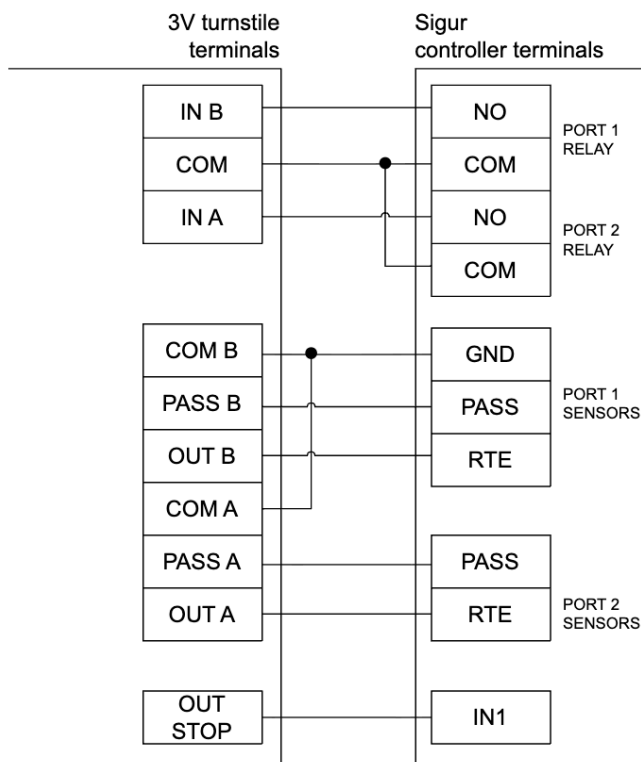 3V turnstile
terminals
Sigur
controller terminals
IN B
NO
PORT 1
RELAY
COM
COM
IN A
NO
PORT 2
RELAY
COM
COM B
GND
PASS B
PASS
PORT 1
SENSORS
OUT B
RTE
COM A
PASS A
PASS
OUT A
RTE
PORT 2
SENSORS
OUT
STOP
IN1